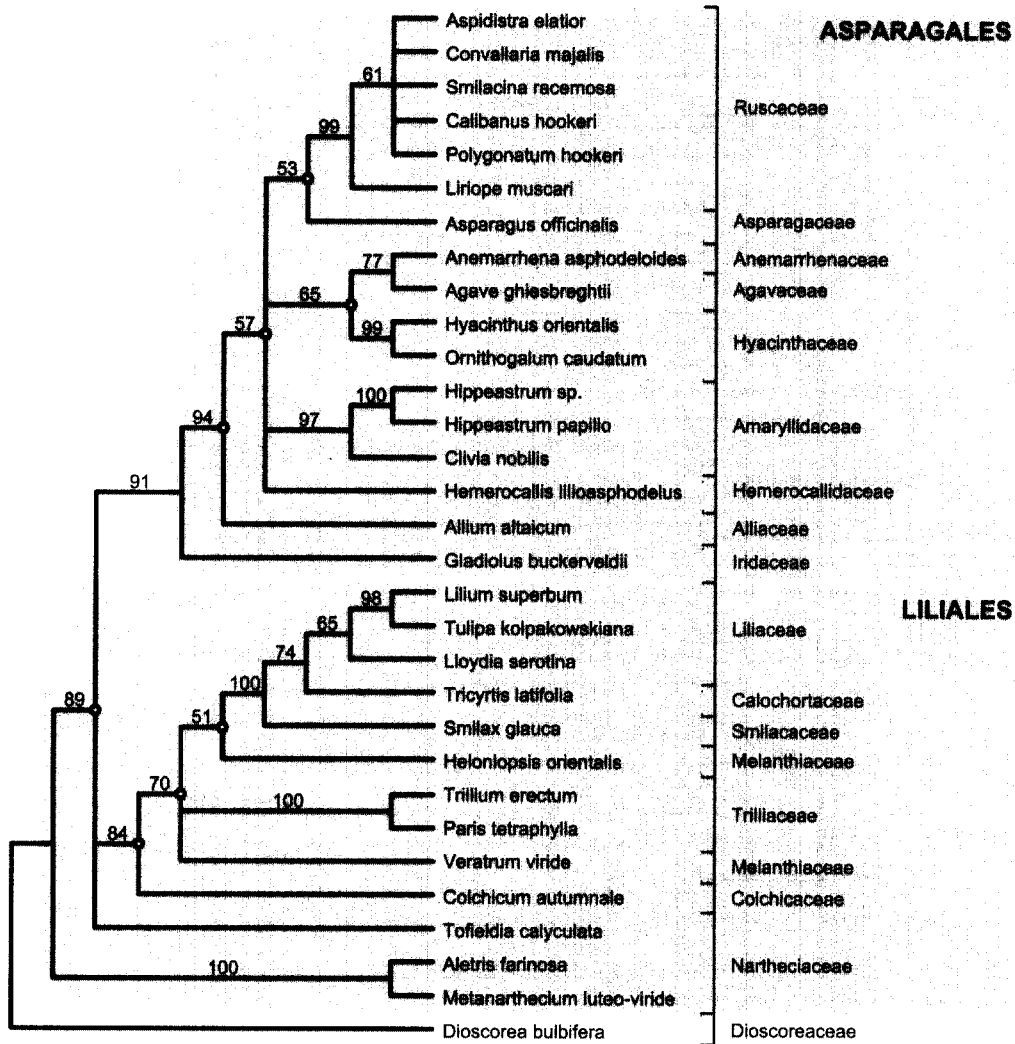 Aspidistra elatior
ASPARAGALES
Convallaria majalis
61
Smilacina racemosa
Ruscaceae
Calibanus hookeri
99
Polygonatum hookeri
53
Liriope muscari
Asparagus officinalis
Asparagaceae
Anemarrhena asphodeloides
Anemarrhenaceae
77
Agave ghiesbreghtii
Agavaceae
65
Hyacinthus orientalis
99
Hyacinthaceae
57
Ornithogalum caudatum
Hippeastrum sp.
100
Hippeastrum papilio
Amaryllidaceae
94
97
Clivia nobilis
91
Hemerocallis lilioasphodelus
Hemerocallidaceae
Allium altaicum
Alliaceae
Gladiolus buckerveldii
Iridaceae
Lilium superbum
LILIALES
98
Tulipa kolpakowskiana
Liliaceae
65
74
Lloydia serotina
100
Tricyrtis latifolia
Calochortaceae
89
51
Smilax glauca
Smilacaceae
Heloniopsis orientalis
Melanthiaceae
70
100
Trillium erectum
Trilliaceae
Paris tetraphylla
84
Veratrum viride
Melanthiaceae
Colchicum autumnale
Colchicaceae
Tofieldia calyculata
100
Aletris farinosa
Nartheciaceae
Metanarthecium luteo-viride
Dioscorea bulbifera
Dioscoreaceae